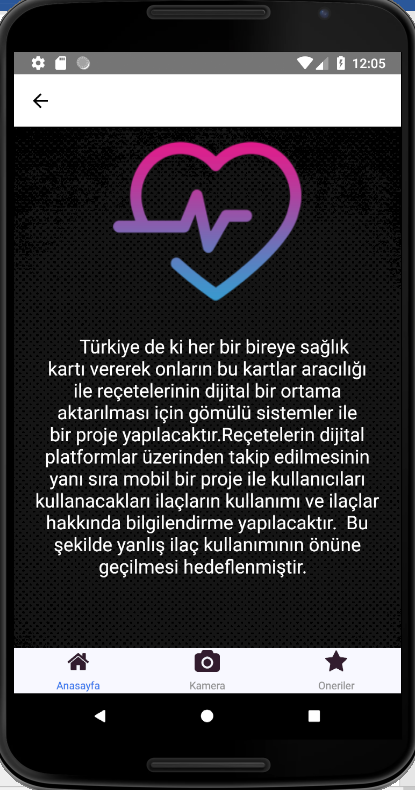 12:05
Türkiye de ki her bir bireye sağlık
kartı vererek onların bu kartlar aracılığı
ile reçetelerinin dijital bir ortama
aktarılması için gömülü sistemler ile
bir proje yapılacaktır.Reçetelerin dijital
platformlar üzerinden takip edilmesinin
yanı sıra mobil bir proje ile kullanıcıları
kullanacakları ilaçların kullanımı ve ilaçlar
hakkında bilgilendirme yapılacaktır.  Bu
şekilde yanlış ilaç kullanımının önüne
geçilmesi hedeflenmiştir.
Anasayfa
Kamera
Oneriler